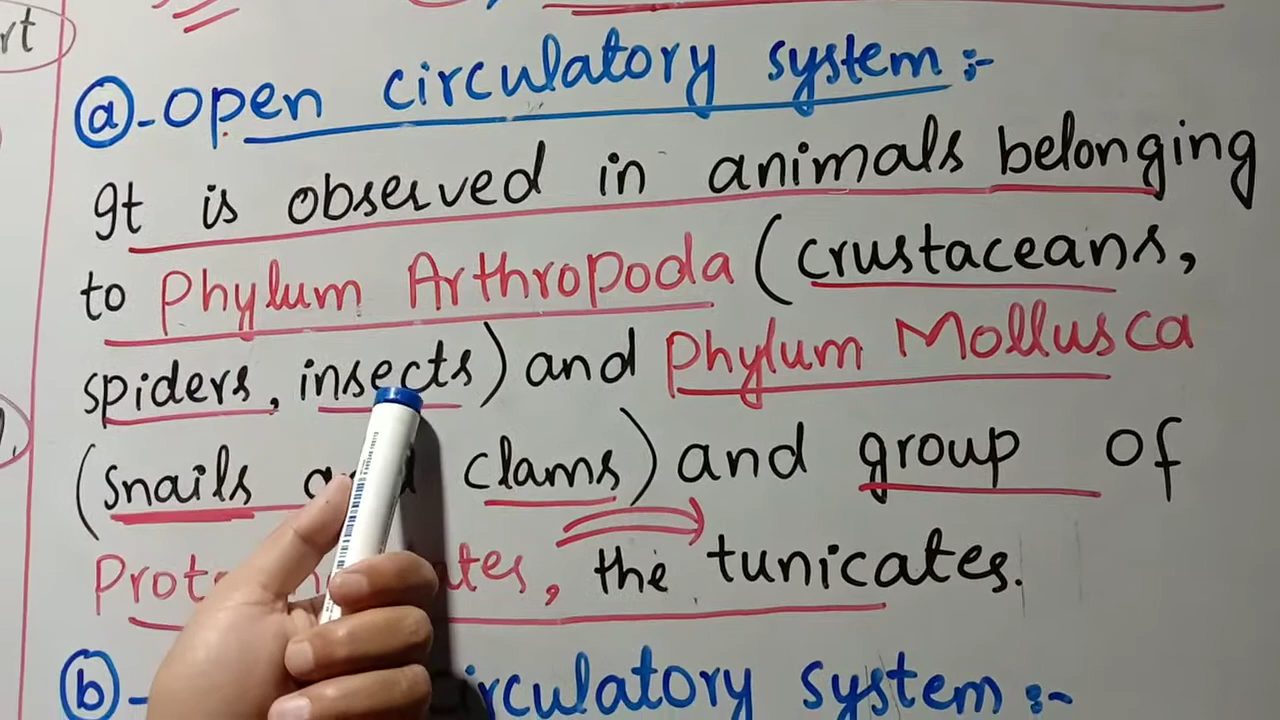 rt
ⓐ-Open circulatory system :-
It is observed in animals belonging
to Phylum Arthropoda (crustaceans,
spiders, insects) and Phylum Mollusca
(snails clams) and group of
the tunicates.
ⓑ- system :-